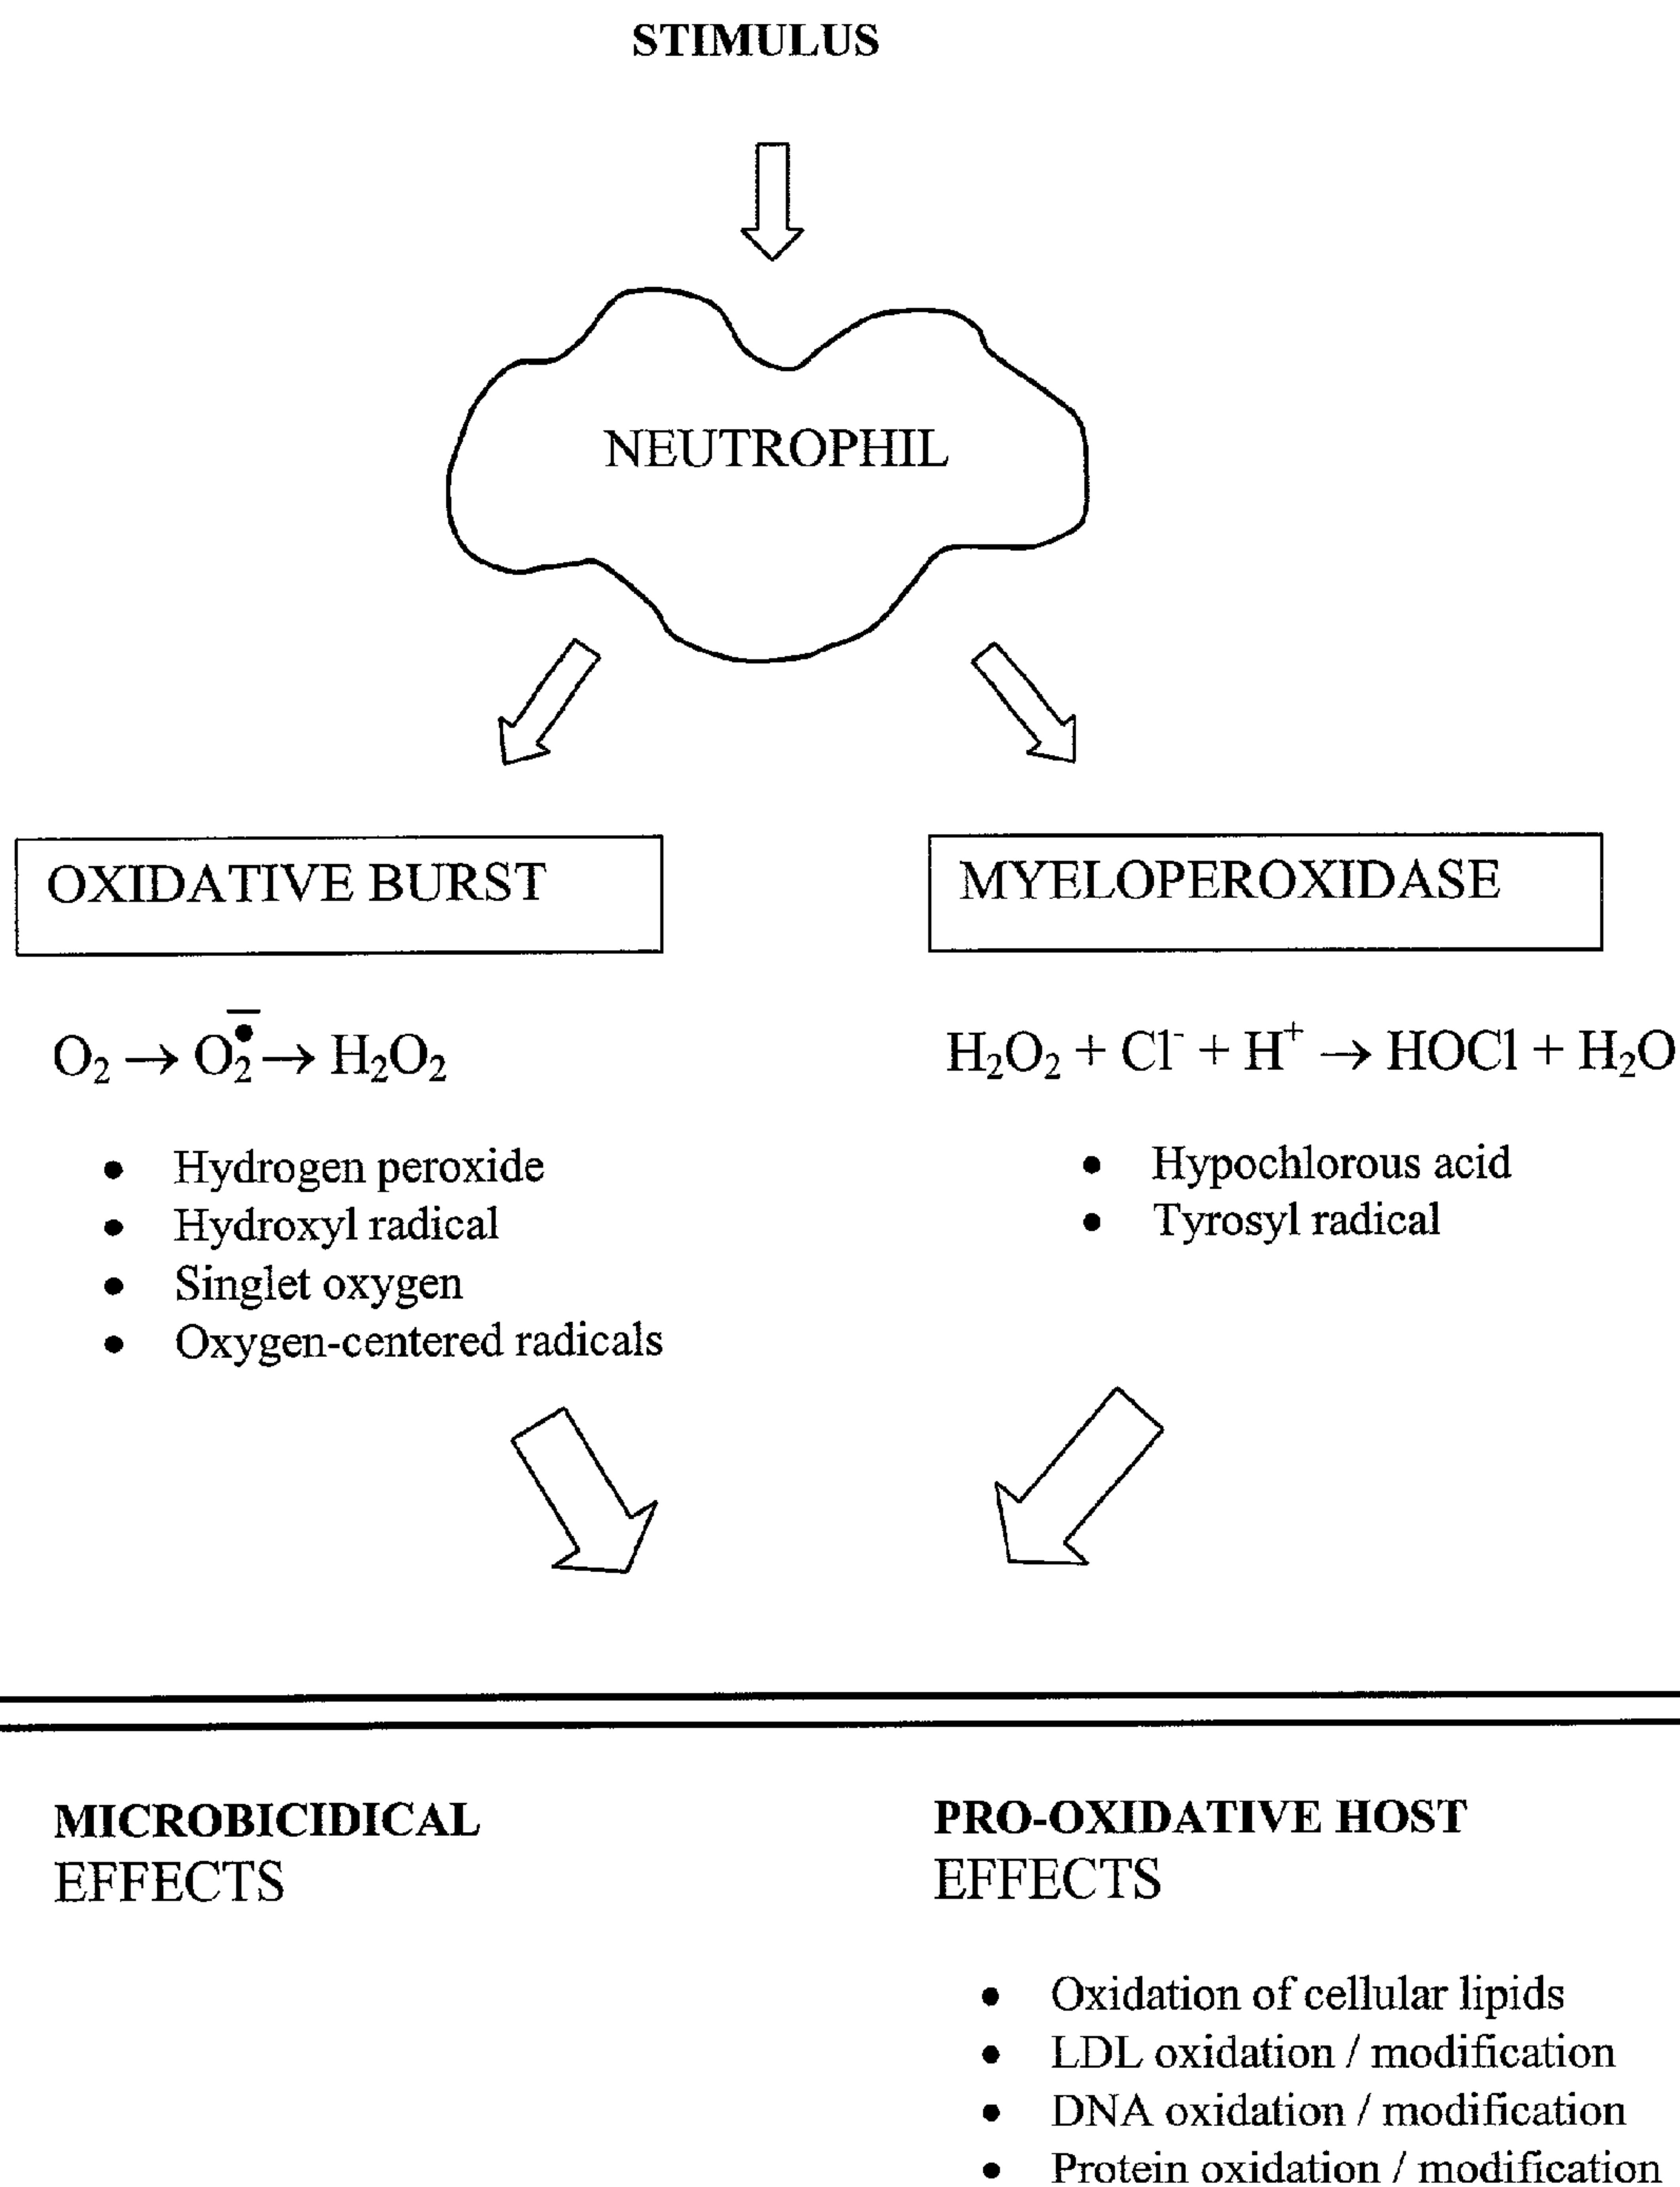 STIMULUS
NEUTROPHIL
OXIDATIVE BURST
O₂ → O₂•̅ → H₂O₂
• Hydrogen peroxide
• Hydroxyl radical
• Singlet oxygen
• Oxygen-centered radicals
MYELOPEROXIDASE
H₂O₂ + Cl⁻ + H⁺ → HOCl + H₂O
• Hypochlorous acid
• Tyrosyl radical
MICROBICIDICAL
EFFECTS
PRO-OXIDATIVE HOST
EFFECTS
• Oxidation of cellular lipids
• LDL oxidation / modification
• DNA oxidation / modification
• Protein oxidation / modification